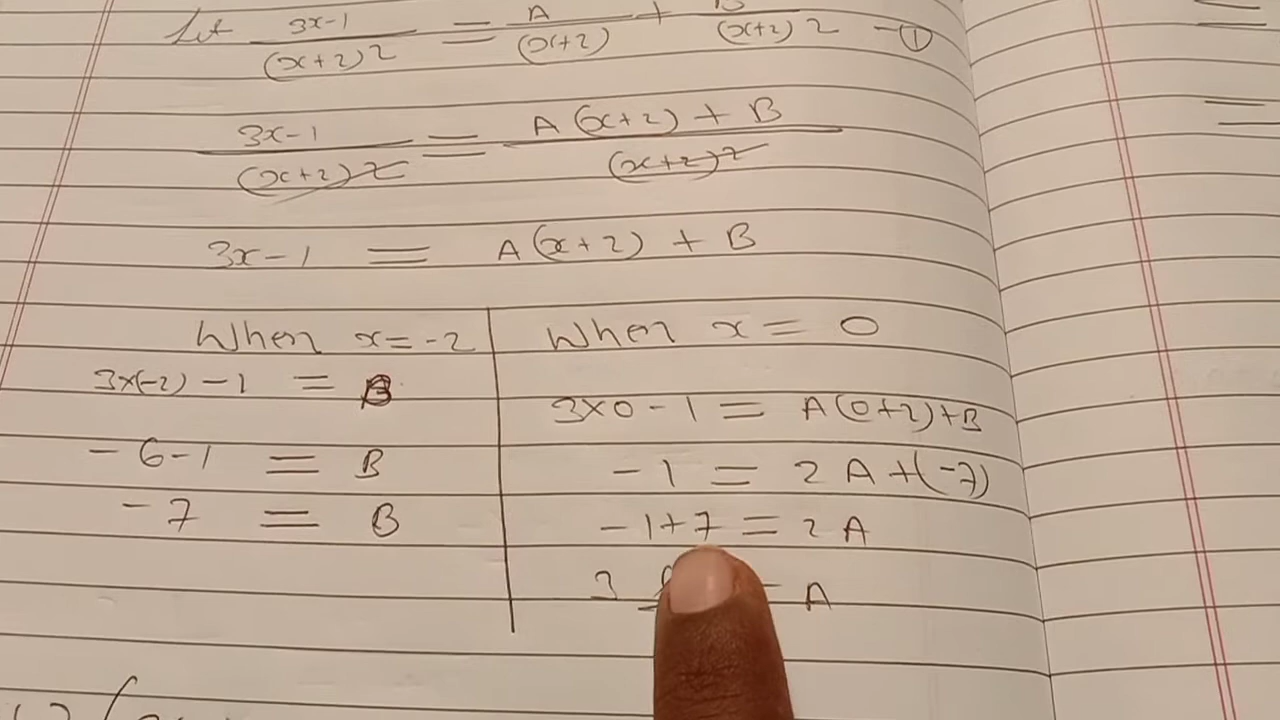 Let 3x-1 / (x+2)2 = A / (x+2) + B / (x+2)2 -①
3x-1 / (x+2)2 = A(x+2) + B / (x+2)2
3x-1 = A(x+2) + B
When x=-2
3x(-2) -1 = B
-6-1 = B
-7 = B
When x = 0
3x0-1 = A(0+2)+B
-1 = 2A+(-7)
-1+7 = 2A
3 = A